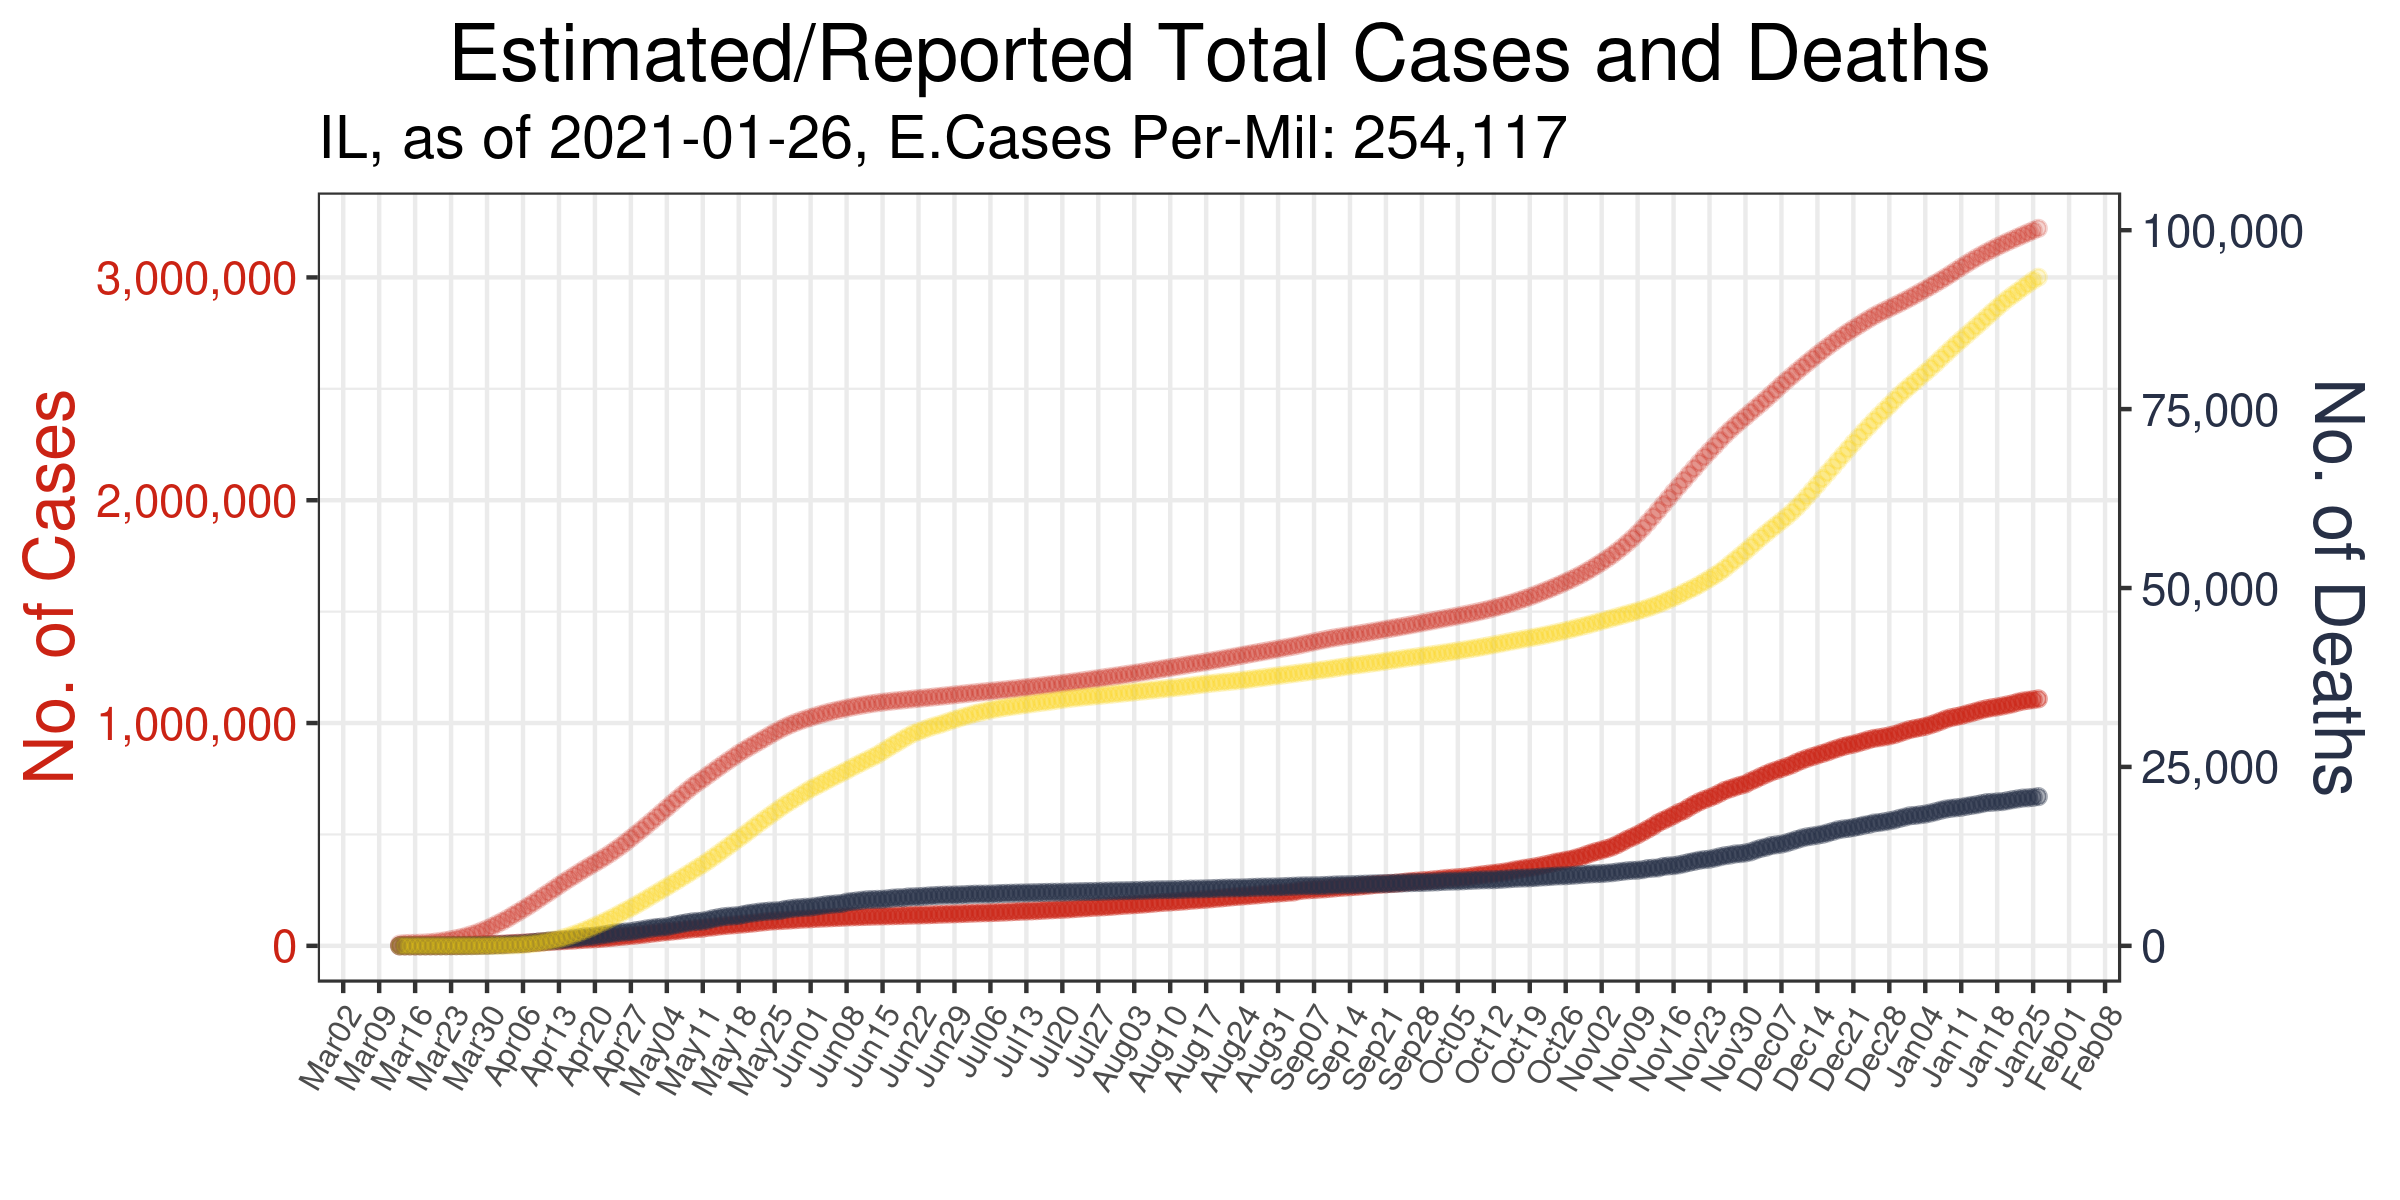 Estimated/Reported Total Cases and Deaths
IL, as of 2021-01-26, E.Cases Per-Mil: 254,117
No. of Cases
3,000,000
2,000,000
1,000,000
0
100,000
75,000
50,000
25,000
0
No. of Deaths
Mar02 Mar09 Mar16 Mar23 Mar30 Apr06 Apr13 Apr20 Apr27 May04 May11 May18 May25 Jun01 Jun08 Jun15 Jun22 Jun29 Jul06 Jul13 Jul20 Jul27 Aug03 Aug10 Aug17 Aug24 Aug31 Sep07 Sep14 Sep21 Sep28 Oct05 Oct12 Oct19 Oct26 Nov02 Nov09 Nov16 Nov23 Nov30 Dec07 Dec14 Dec21 Dec28 Jan04 Jan11 Jan18 Jan25 Feb01 Feb08